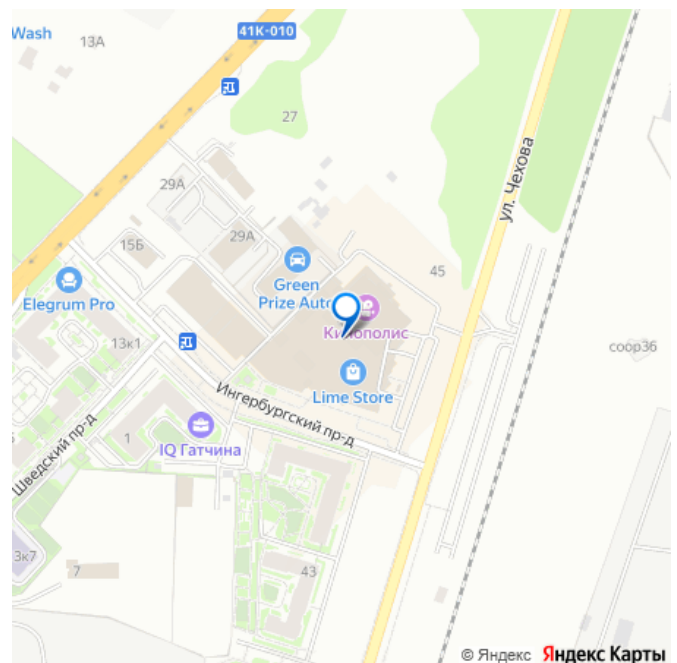 Wash
13А
41К-010
27
29А
29А
15Б
Green
Prize Auto
45
ул. Чехова
Elegrum Pro
Кинополис
13к1
Lime Store
соор36
Ингербургский пр-д
1
IQ Гатчина
Шведский пр-д
3к7
7
43
© Яндекс Яндекс Карты